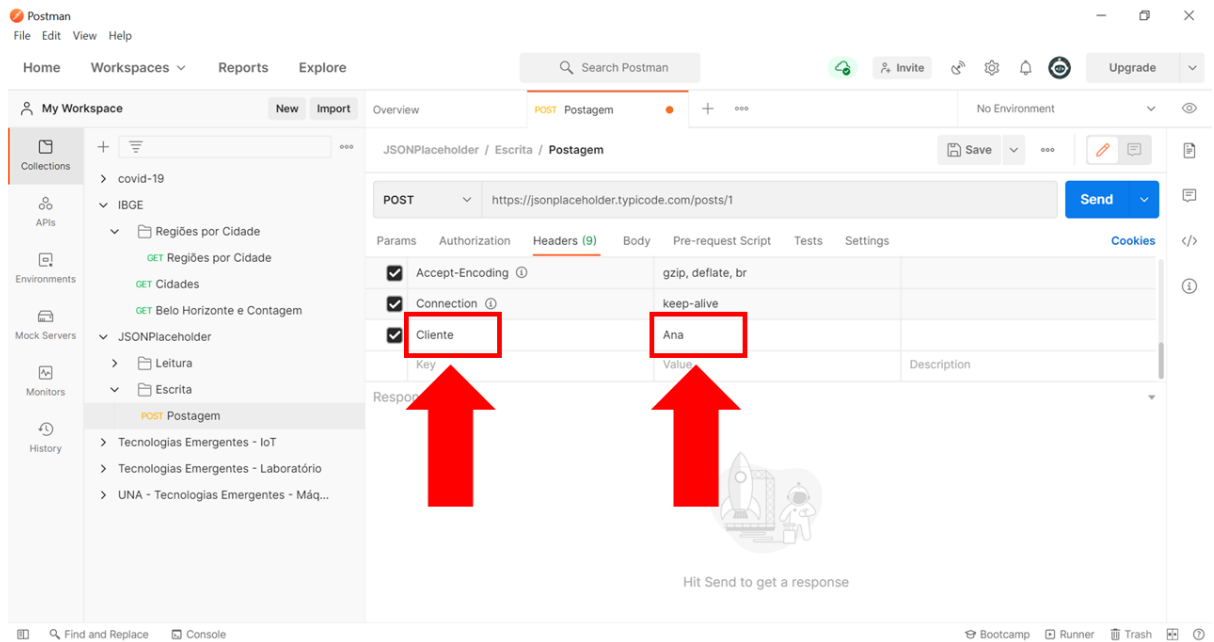 Postman
File Edit View Help
Home Workspaces Reports Explore Search Postman Invite Upgrade
My Workspace New Import Overview POST Postagem No Environment
Collections
APIs
Environments
Mock Servers
Monitors
History
covid-19
IBGE
Regiões por Cidade
GET Regiões por Cidade
GET Cidades
GET Belo Horizonte e Contagem
JSONPlaceholder
Leitura
Escrita
POST Postagem
Tecnologias Emergentes - IoT
Tecnologias Emergentes - Laboratório
UNA - Tecnologias Emergentes - Máq...
JSONPlaceholder / Escrita / Postagem Save
POST https://jsonplaceholder.typicode.com/posts/1 Send
Params Authorization Headers (9) Body Pre-request Script Tests Settings Cookies
Accept-Encoding gzip, deflate, br
Connection keep-alive
Cliente Ana
Key Value Description
Respon
Hit Send to get a response
Find and Replace Console Bootcamp Runner Trash